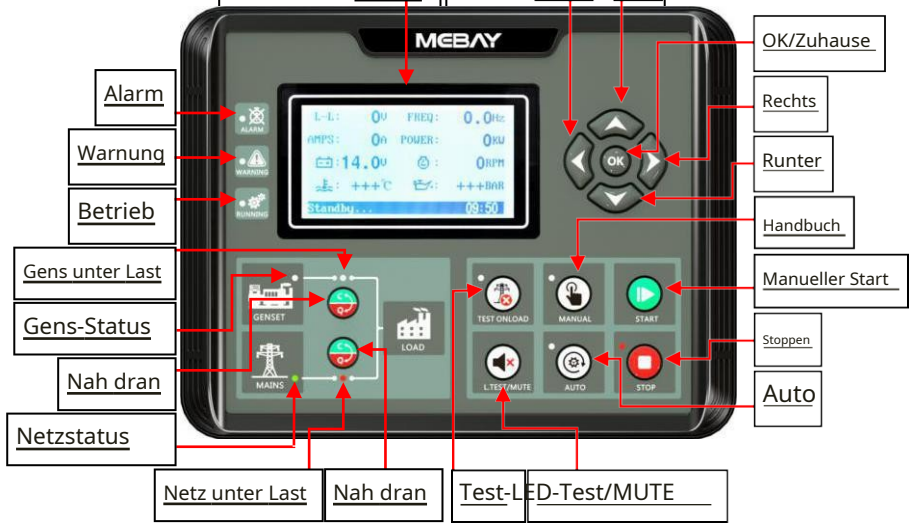 MEBAY
OK/Zuhause
Alarm
ALARM
L-L: 0V FREQ: 0.0Hz
Rechts
AMPS: 0A POWER: 0KW
OK
Warnung
WARNING
14.0V : 0RPM
Runter
Betrieb
RUNNING
: +++℃ : +++BAR
Standby... 09:50
Handbuch
Gens unter Last
Manueller Start
Gens-Status
GENSET
TEST ONLOAD
MANUAL
START
LOAD
Stoppen
Nah dran
MAINS
L.TEST/MUTE
AUTO
STOP
Auto
Netzstatus
Netz unter Last
Nah dran
Test-LED-Test/MUTE